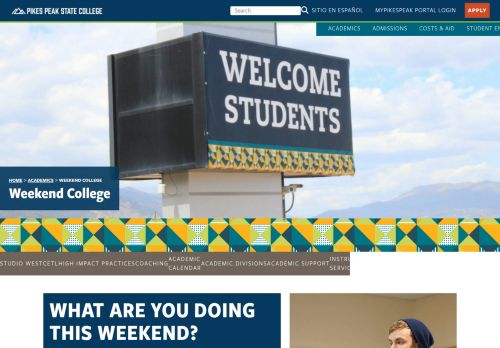 PIKES PEAK STATE COLLEGE
Search
SITIO EN ESPAÑOL
MYPIKESPEAK PORTAL LOGIN
APPLY
ACADEMICS
ADMISSIONS
COSTS & AID
STUDENT EN
WELCOME
STUDENTS
HOME > ACADEMICS > WEEKEND COLLEGE
Weekend College
STUDIO WEST
CETL
HIGH IMPACT PRACTICES
COACHING
ACADEMIC
CALENDAR
ACADEMIC DIVISIONS
ACADEMIC SUPPORT
INSTRU
SERVIC
WHAT ARE YOU DOING
THIS WEEKEND?